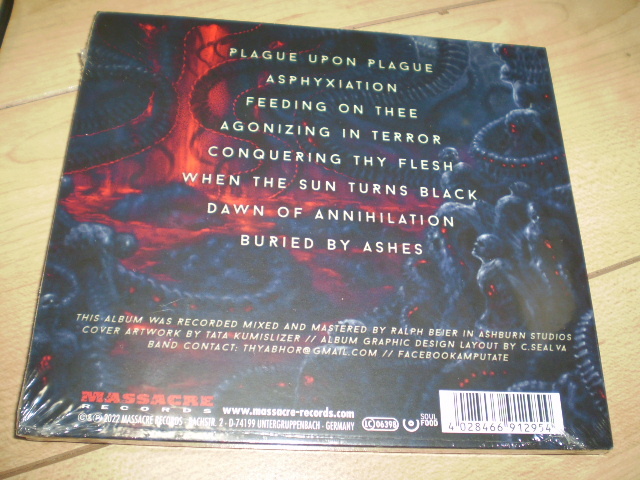 PLAGUE UPON PLAGUE
ASPHYXIATION
FEEDING ON THEE
AGONIZING IN TERROR
CONQUERING THY FLESH
WHEN THE SUN TURNS BLACK
DAWN OF ANNIHILATION
BURIED BY ASHES
THIS ALBUM WAS RECORDED MIXED AND MASTERED BY RALPH BEIER IN ASHBURN STUDIOS
COVER ARTWORK BY TATA KUMISLIZER // ALBUM GRAPHIC DESIGN LAYOUT BY C.SEALVA
BAND CONTACT: THYABHOR@GMAIL.COM // FACEBOOKAMPUTATE
MASSACRE
RECORDS
www.massacre-records.com
©&℗ 2022 MASSACRE RECORDS · RACHSTR. 2 · D-74199 UNTERGRUPPENBACH · GERMANY
LC 06398
SOUL
FOOD
4 028466 912954